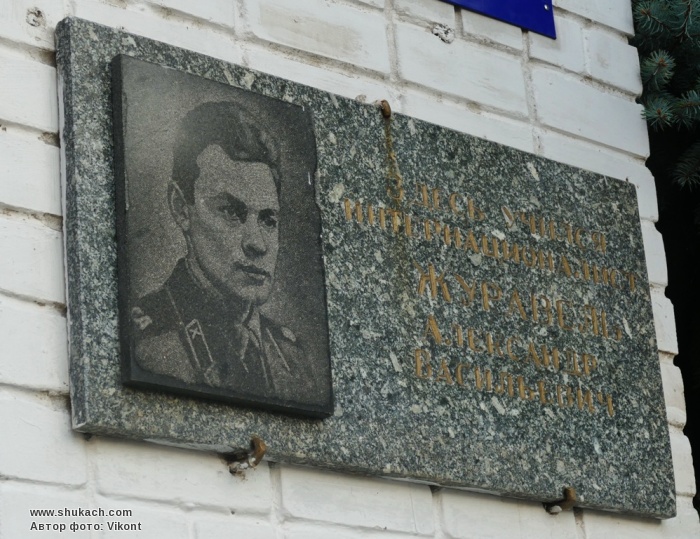 ЗДЕСЬ УЧИЛСЯ
ИНТЕРНАЦИОНАЛИСТ
ЖУРАВЕЛЬ
АЛЕКСАНДР
ВАСИЛЬЕВИЧ
www.shukach.com
Автор фото: Vikont